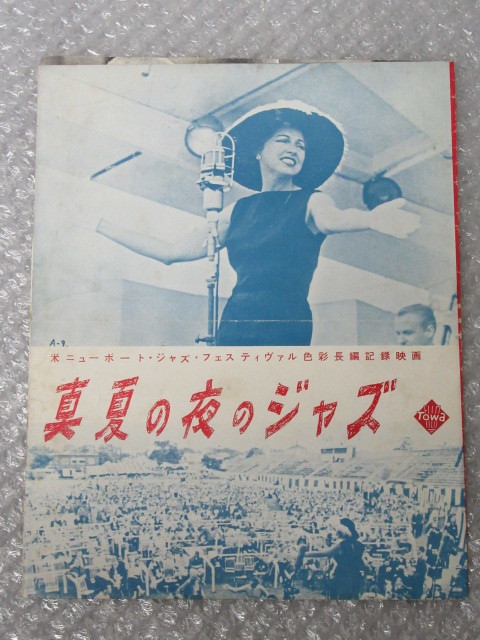 A-9.
米ニューポート・ジャズ・フェスティヴァル色彩長編記録映画
真夏の夜のジャズ
Towa